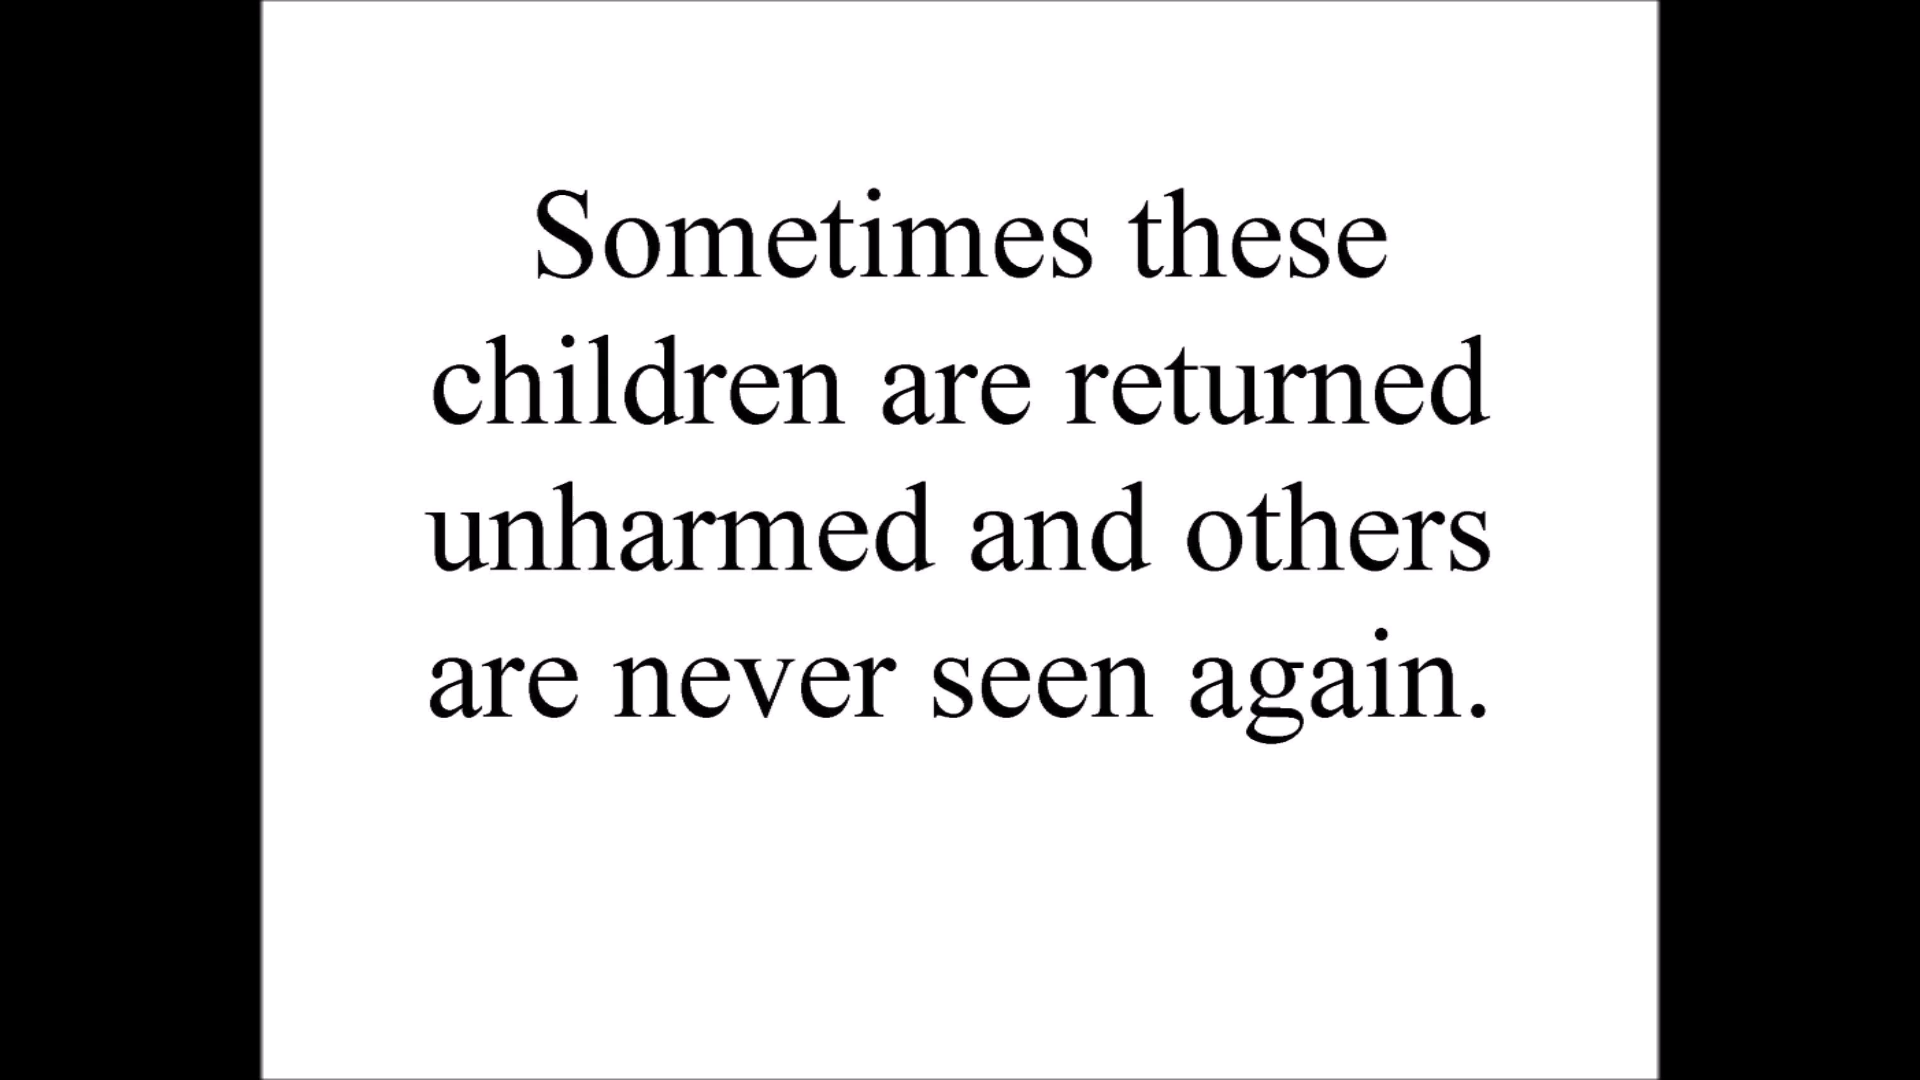 Sometimes these
children are returned
unharmed and others
are never seen again.